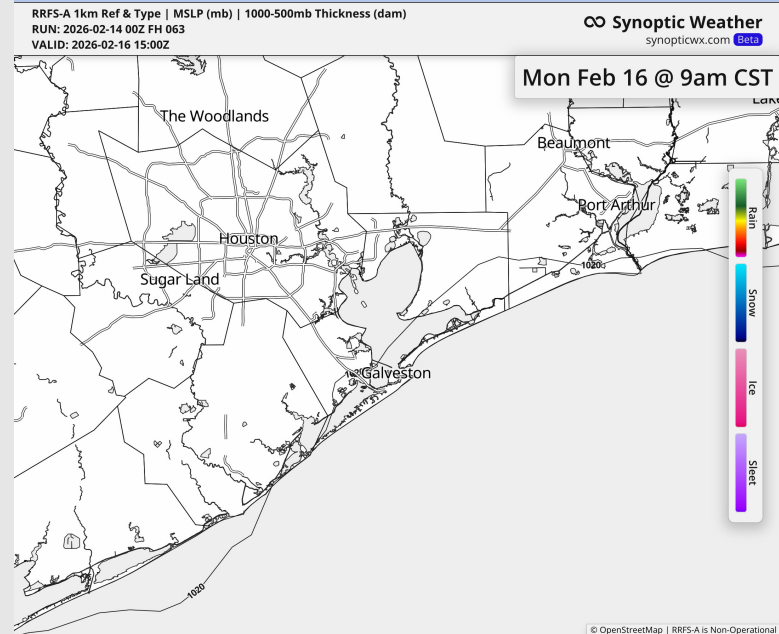 RRFS-A 1km Ref & Type | MSLP (mb) | 1000-500mb Thickness (dam)
RUN: 2026-02-14 00Z FH 063
VALID: 2026-02-16 15:00Z
Synoptic Weather
synopticwx.com Beta
Mon Feb 16 @ 9am CST
The Woodlands
Beaumont
Port Arthur
Houston
Sugar Land
Galveston
1020
1020
Rain
Snow
Ice
Sleet
© OpenStreetMap | RRFS-A is Non-Operational